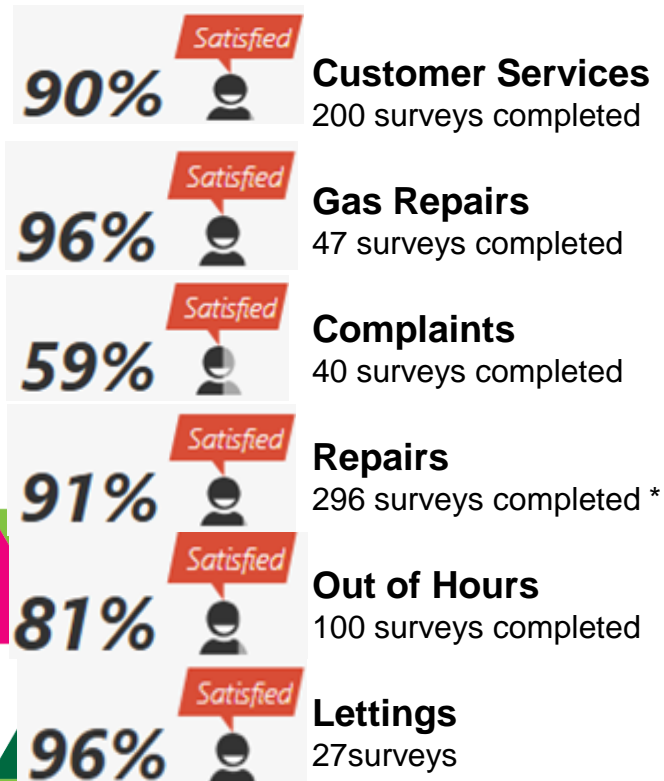 Satisfied
90%
Customer Services
200 surveys completed
Satisfied
96%
Gas Repairs
47 surveys completed
Satisfied
59%
Complaints
40 surveys completed
Satisfied
91%
Repairs
296 surveys completed *
Satisfied
81%
Out of Hours
100 surveys completed
Satisfied
96%
Lettings
27surveys